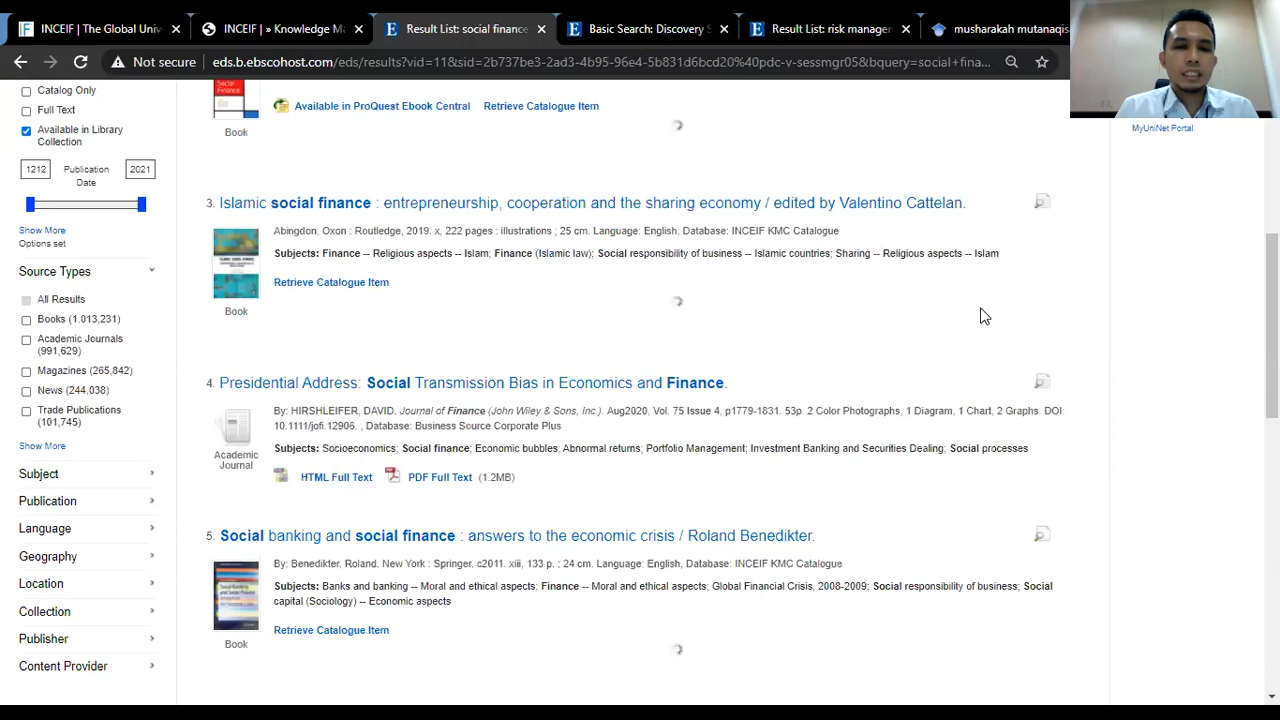 INCEIF | The Global Univ
INCEIF | » Knowledge M
Result List: social finance
Basic Search: Discovery S
Result List: risk manager
musharakah mutanaqis
Not secure
eds.b.ebscohost.com/eds/results?vid=11&sid=2b737be3-2ad3-4b95-96e4-5b831d6bcd20%40pdc-v-sessmgr05&bquery=social+fina...
Catalog Only
Full Text
Available in Library
Collection
1212
Publication
Date
2021
Show More
Options set
Source Types
All Results
Books (1,013,231)
Academic Journals
(991,629)
Magazines (265,842)
News (244,038)
Trade Publications
(101,745)
Show More
Subject
Publication
Language
Geography
Location
Collection
Publisher
Content Provider
Social
Finance
Available in ProQuest Ebook Central Retrieve Catalogue Item
Book
3. Islamic social finance : entrepreneurship, cooperation and the sharing economy / edited by Valentino Cattelan.
Abingdon, Oxon : Routledge, 2019. x, 222 pages : illustrations ; 25 cm. Language: English, Database: INCEIF KMC Catalogue
Subjects: Finance -- Religious aspects -- Islam; Finance (Islamic law); Social responsibility of business -- Islamic countries; Sharing -- Religious aspects -- Islam
Retrieve Catalogue Item
Book
4. Presidential Address: Social Transmission Bias in Economics and Finance.
By: HIRSHLEIFER, DAVID. Journal of Finance (John Wiley & Sons, Inc.). Aug2020, Vol. 75 Issue 4, p1779-1831. 53p. 2 Color Photographs, 1 Diagram, 1 Chart, 2 Graphs. DOI:
10.1111/jofi.12906. , Database: Business Source Corporate Plus
Academic
Journal
Subjects: Socioeconomics; Social finance; Economic bubbles; Abnormal returns; Portfolio Management; Investment Banking and Securities Dealing; Social processes
HTML Full Text PDF Full Text (1.2MB)
5. Social banking and social finance : answers to the economic crisis / Roland Benedikter.
By: Benedikter, Roland. New York : Springer, c2011. xiii, 133 p. ; 24 cm. Language: English, Database: INCEIF KMC Catalogue
Subjects: Banks and banking -- Moral and ethical aspects; Finance -- Moral and ethical aspects; Global Financial Crisis, 2008-2009; Social responsibility of business; Social
capital (Sociology) -- Economic aspects
Retrieve Catalogue Item
Book
MyUniNet Portal